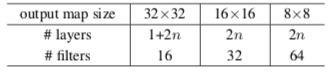 output map size 32×32 16×16 8×8
# layers 1+2n 2n 2n
# filters 16 32 64